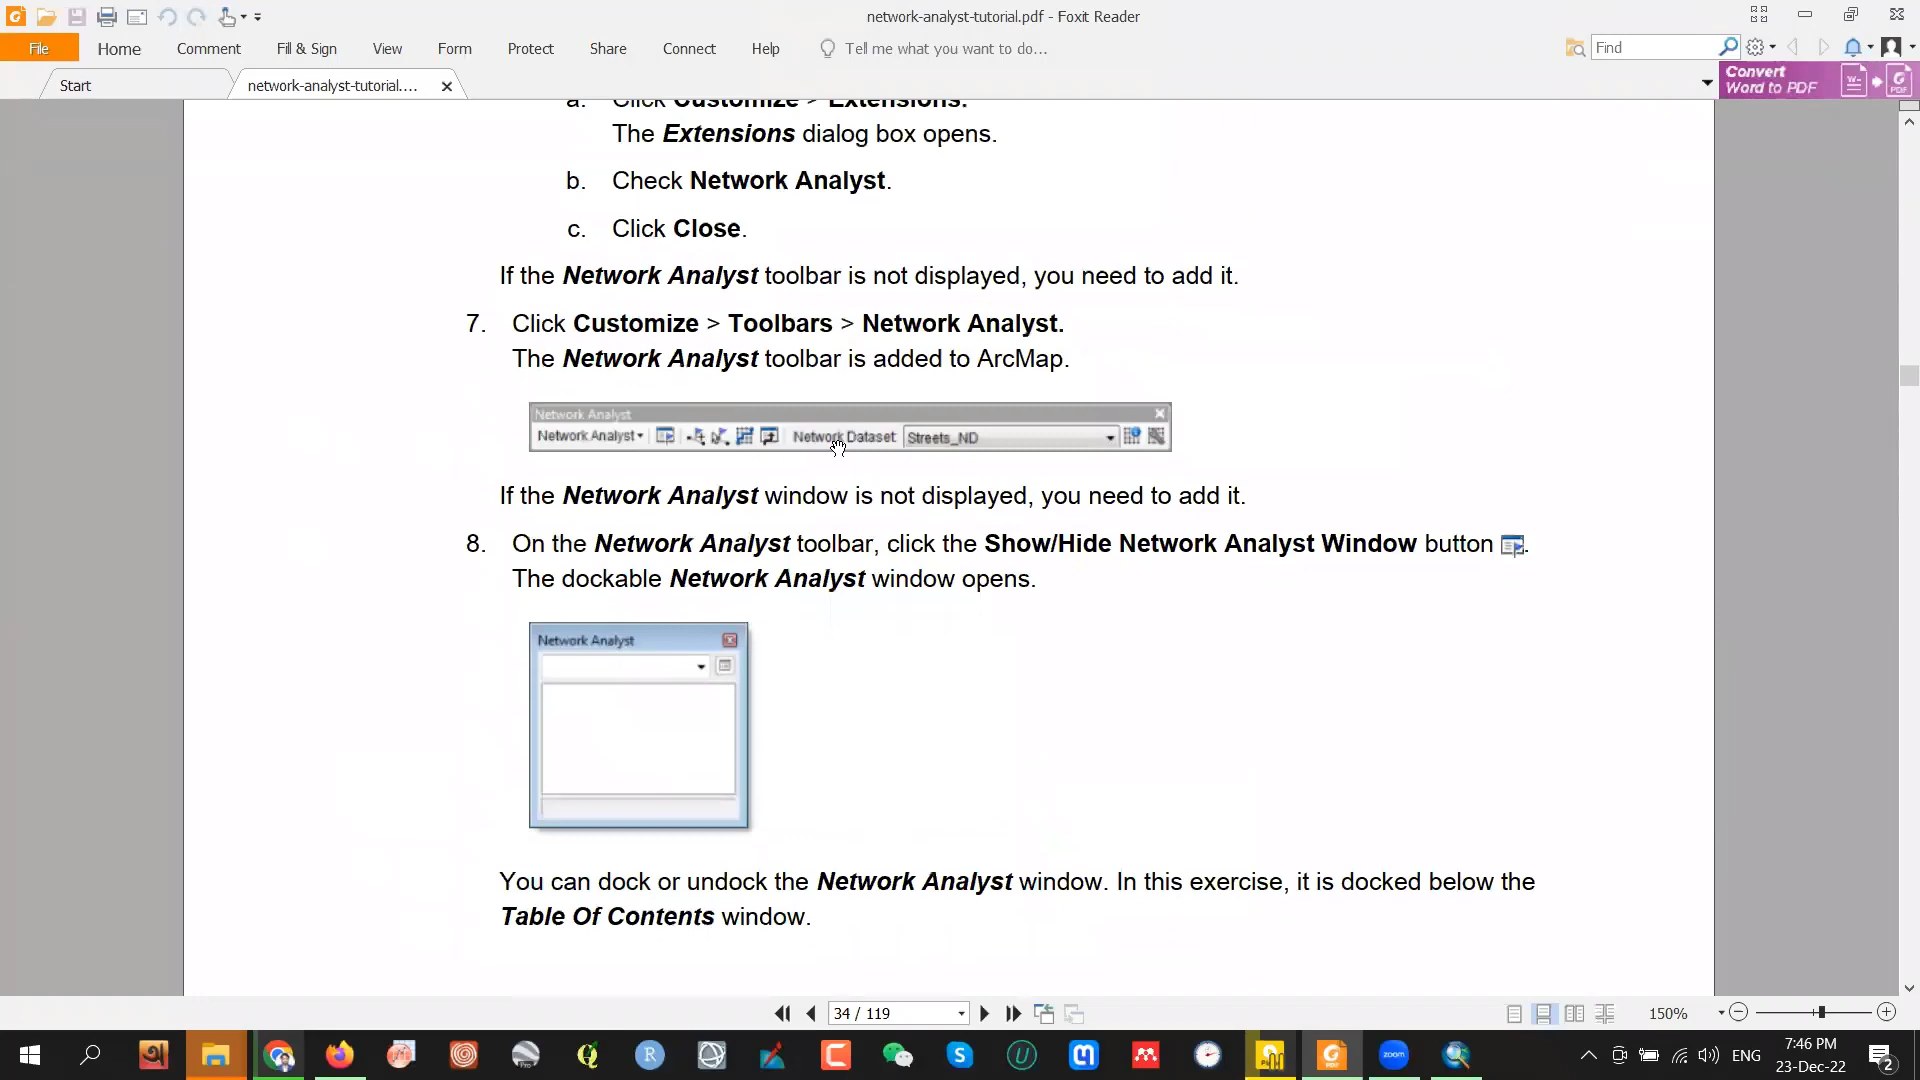 network-analyst-tutorial.pdf - Foxit Reader
File Home Comment Fill & Sign View Form Protect Share Connect Help Tell me what you want to do... Find
Start network-analyst-tutorial.... Convert Word to PDF
a. Click Customize > Extensions.
The Extensions dialog box opens.
b. Check Network Analyst.
c. Click Close.
If the Network Analyst toolbar is not displayed, you need to add it.
7. Click Customize > Toolbars > Network Analyst.
The Network Analyst toolbar is added to ArcMap.
Network Analyst
Network Analyst Network Dataset: Streets_ND
If the Network Analyst window is not displayed, you need to add it.
8. On the Network Analyst toolbar, click the Show/Hide Network Analyst Window button .
The dockable Network Analyst window opens.
Network Analyst
You can dock or undock the Network Analyst window. In this exercise, it is docked below the
Table Of Contents window.
34 / 119 150%
ENG 7:46 PM
23-Dec-22 2